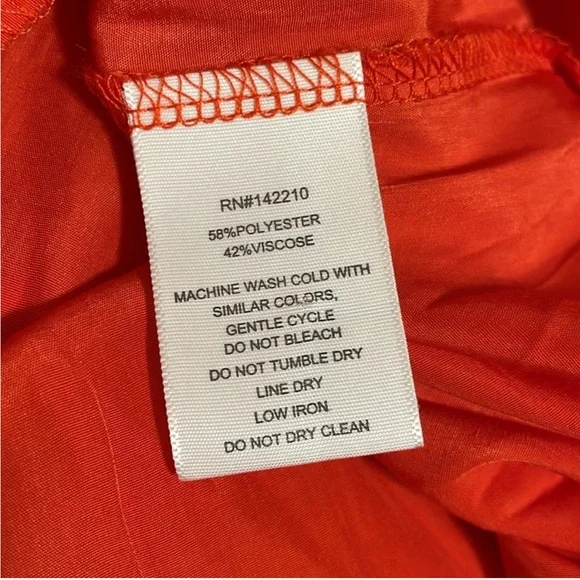 RN#142210
58%POLYESTER
42%VISCOSE
MACHINE WASH COLD WITH
SIMILAR COLORS,
GENTLE CYCLE
DO NOT BLEACH
DO NOT TUMBLE DRY
LINE DRY
LOW IRON
DO NOT DRY CLEAN